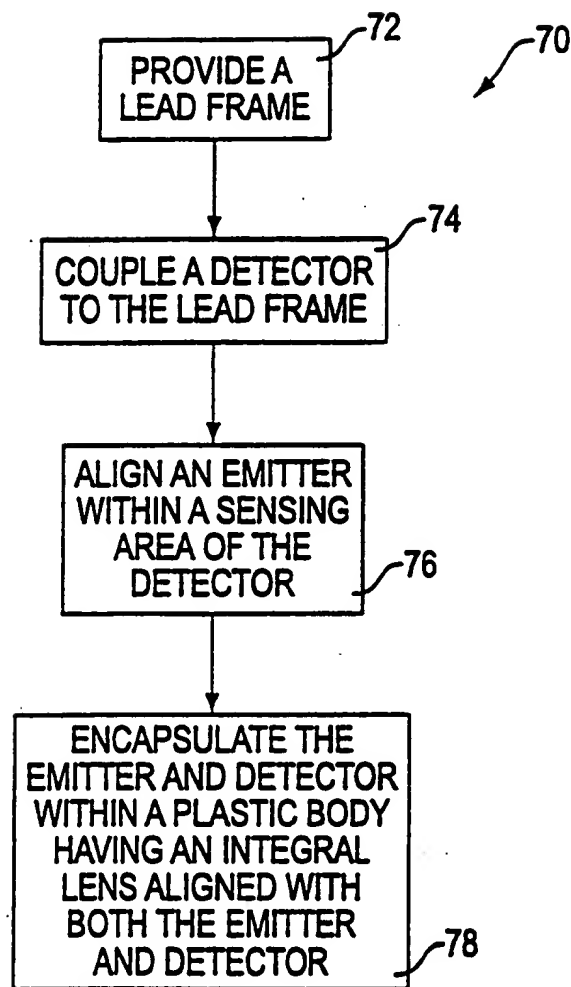 72
70
PROVIDE A
LEAD FRAME
74
COUPLE A DETECTOR
TO THE LEAD FRAME
ALIGN AN EMITTER
WITHIN A SENSING
AREA OF THE
DETECTOR
76
ENCAPSULATE THE
EMITTER AND DETECTOR
WITHIN A PLASTIC BODY
HAVING AN INTEGRAL
LENS ALIGNED WITH
BOTH THE EMITTER
AND DETECTOR
78